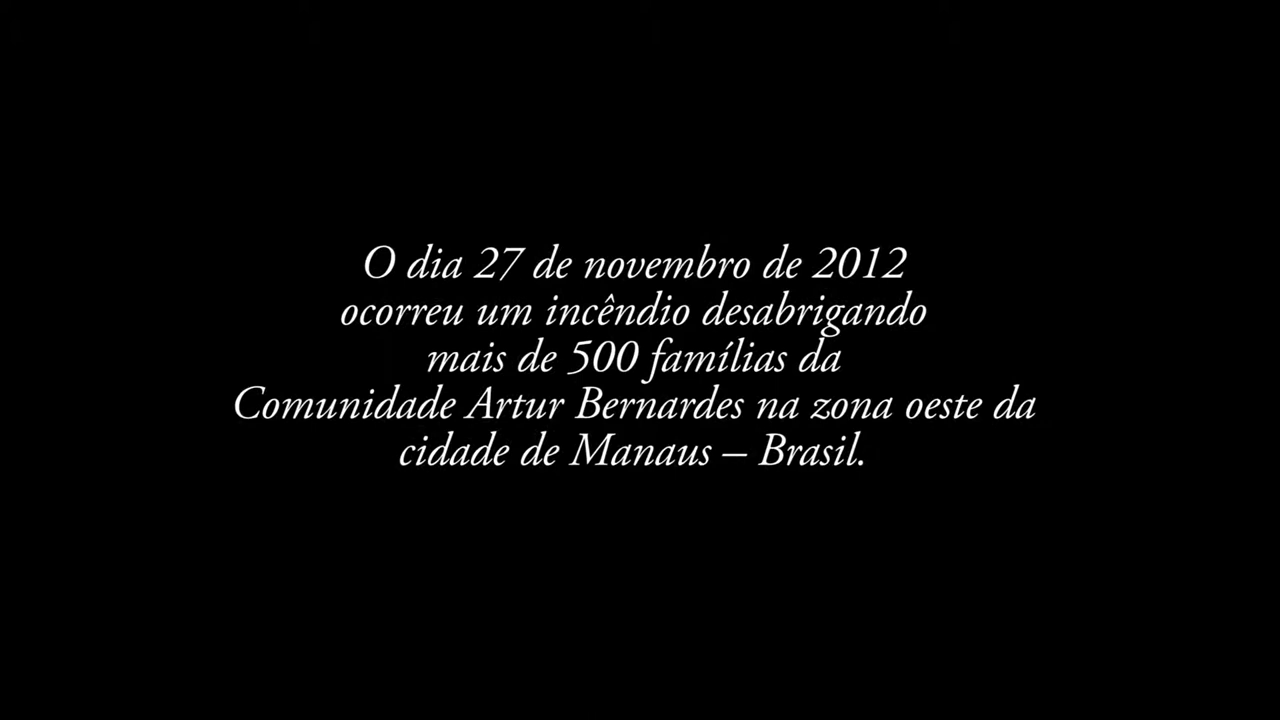 O dia 27 de novembro de 2012
ocorreu um incêndio desabrigando
mais de 500 famílias da
Comunidade Artur Bernardes na zona oeste da
cidade de Manaus – Brasil.